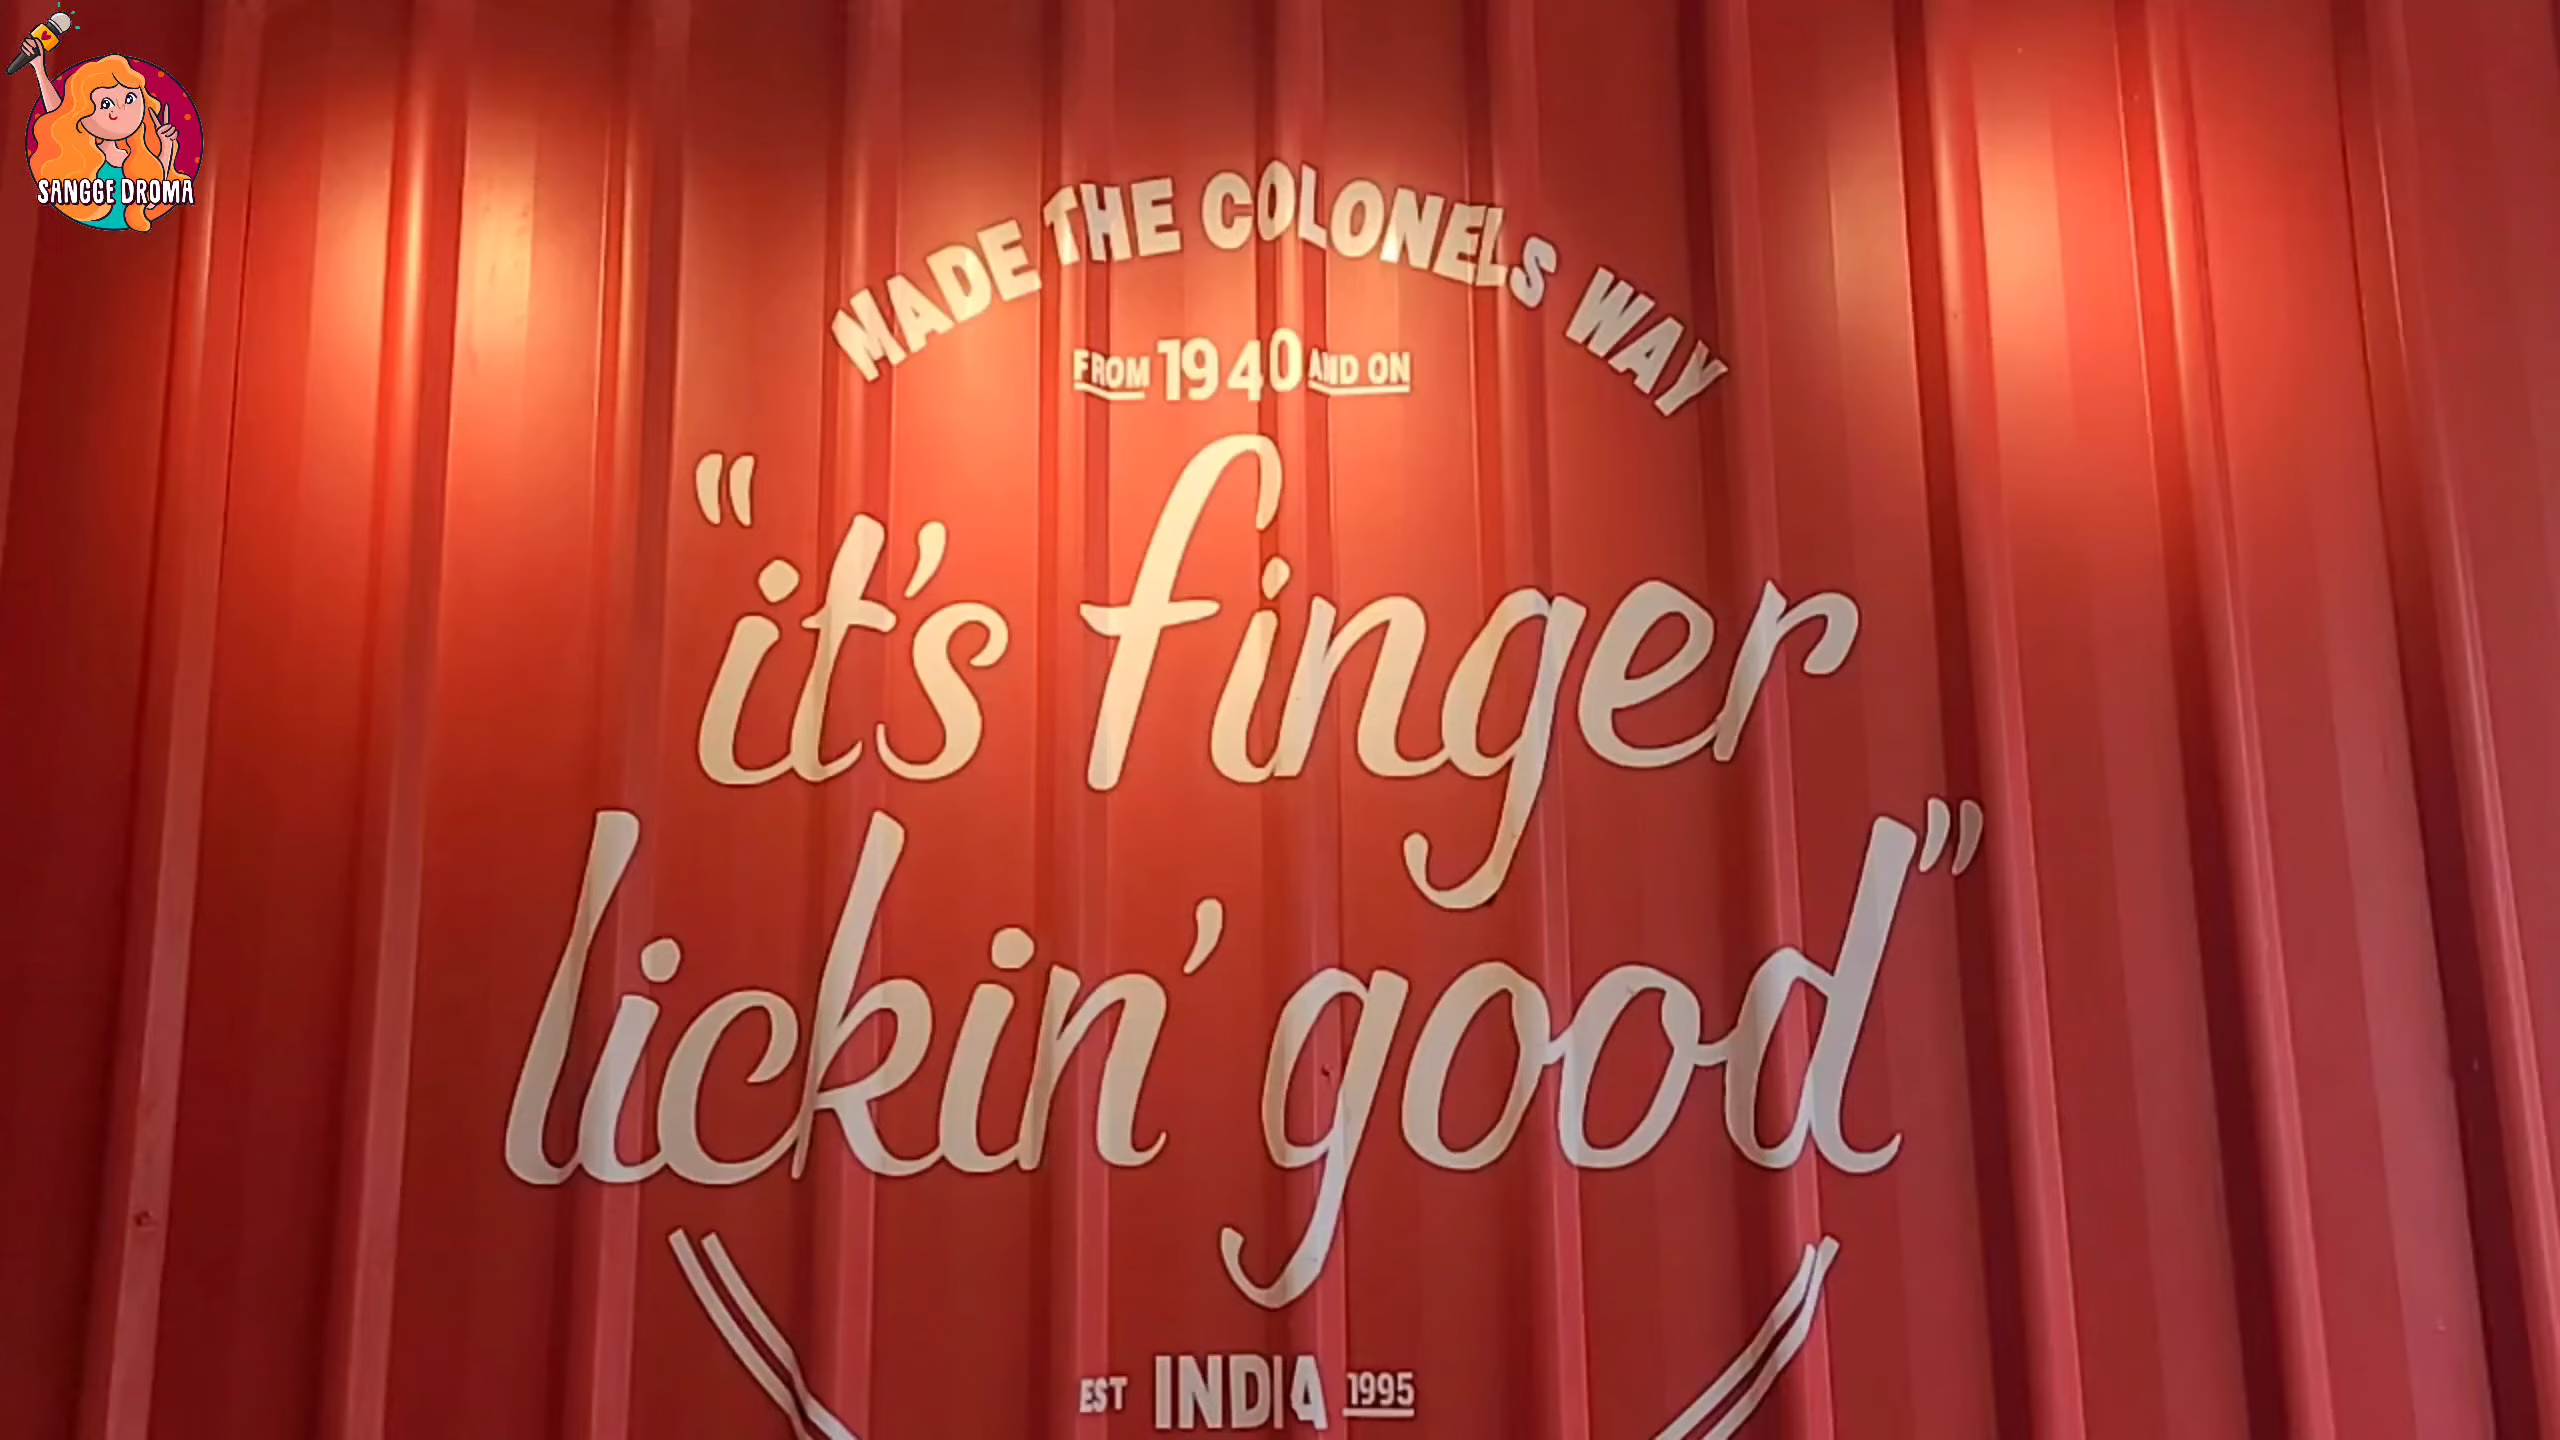 SANGGE DROMA
MADE THE COLONELS WAY
FROM 1940 AND ON
"it's finger
lickin' good"
EST INDIA 1995